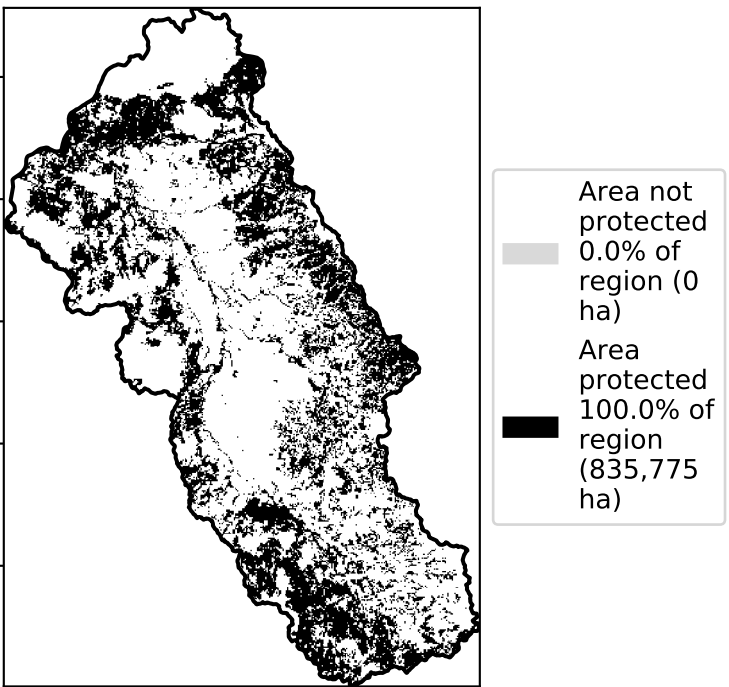 Area not
protected
0.0% of
region (0
ha)
Area
protected
100.0% of
region
(835,775
ha)